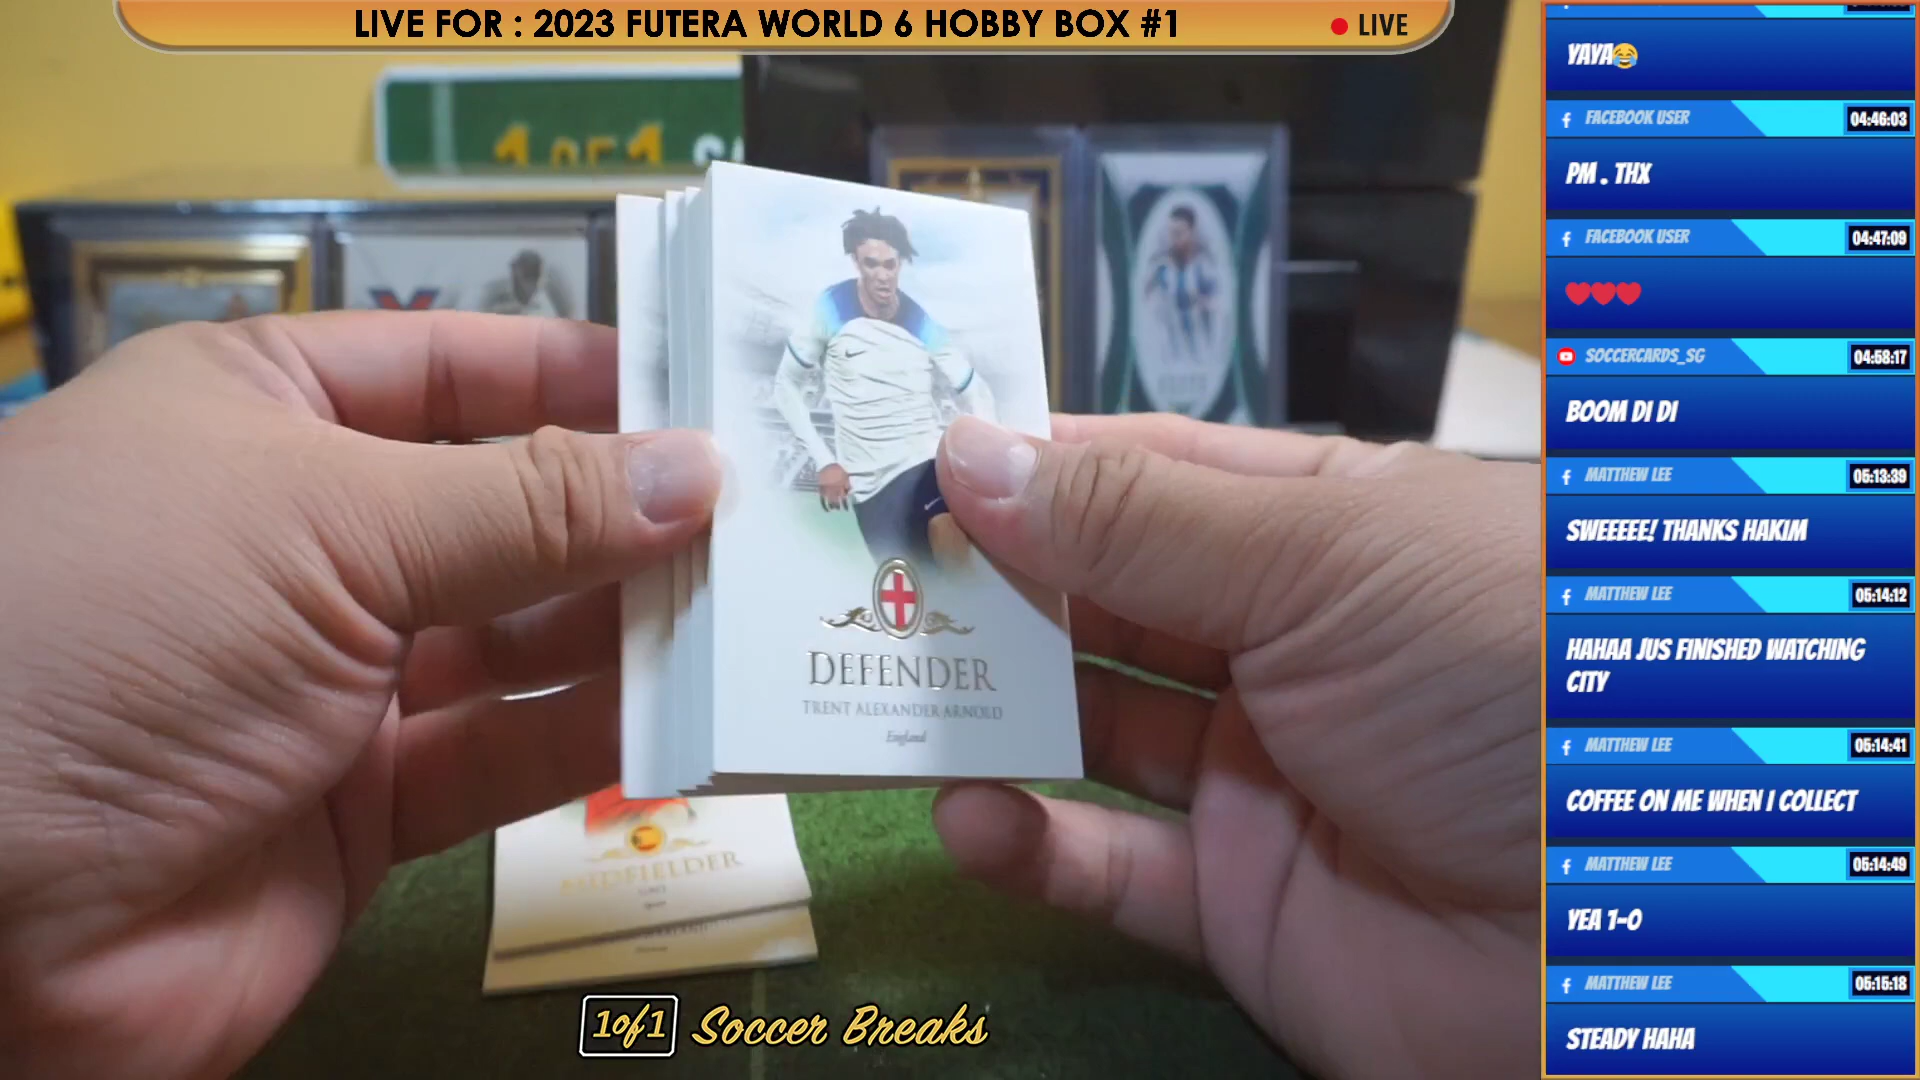 LIVE FOR : 2023 FUTERA WORLD 6 HOBBY BOX #1
LIVE
1 OF 1
DEFENDER
TRENT ALEXANDER ARNOLD
England
MIDFIELDER
1of1 Soccer Breaks
YAYA😂
FACEBOOK USER 04:46:03
PM . THX
FACEBOOK USER 04:47:09
❤❤❤
SOCCERCARDS_SG 04:58:17
BOOM DI DI
MATTHEW LEE 05:13:39
SWEEEEE! THANKS HAKIM
MATTHEW LEE 05:14:12
HAHAA JUS FINISHED WATCHING
CITY
MATTHEW LEE 05:14:41
COFFEE ON ME WHEN I COLLECT
MATTHEW LEE 05:14:49
YEA 1-0
MATTHEW LEE 05:15:18
STEADY HAHA